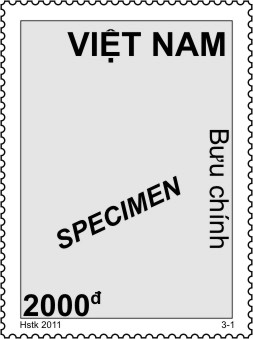 VIỆT NAM
Bưu chính
SPECIMEN
2000đ
Hstk 2011
3-1